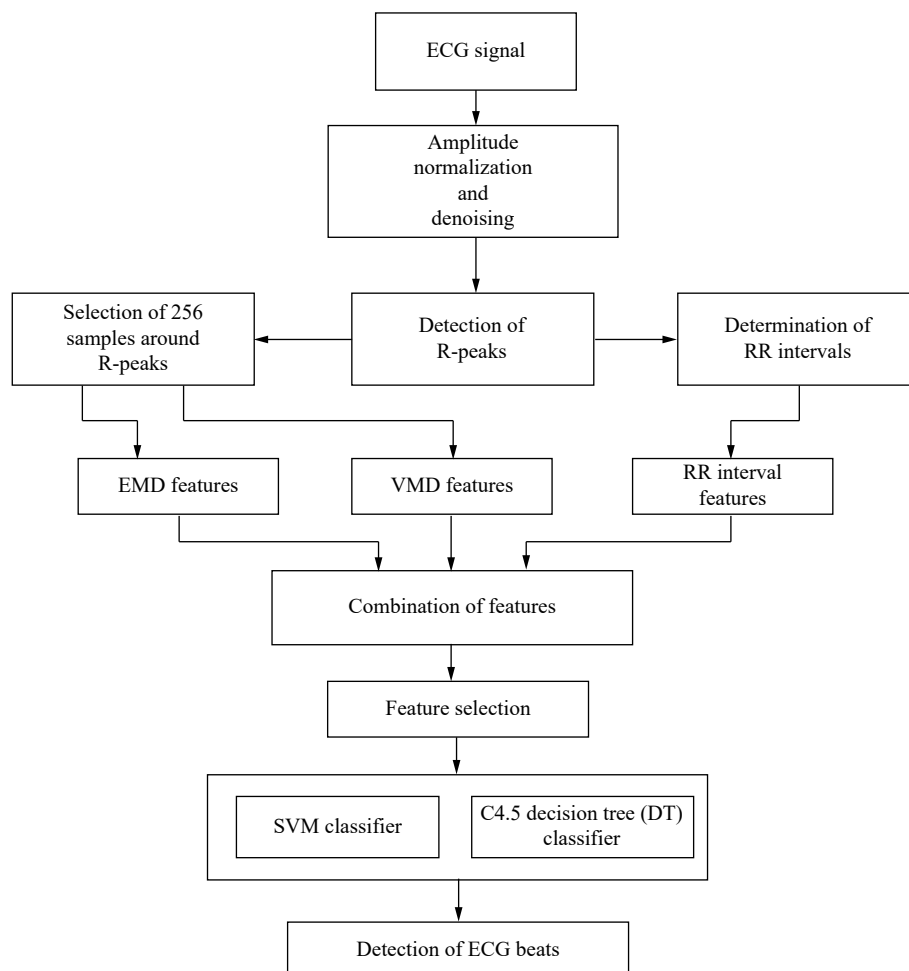 ECG signal
Amplitude
normalization
and
denoising
Selection of 256
samples around
R-peaks
Detection of
R-peaks
Determination of
RR intervals
EMD features
VMD features
RR interval
features
Combination of features
Feature selection
SVM classifier
C4.5 decision tree (DT)
classifier
Detection of ECG beats